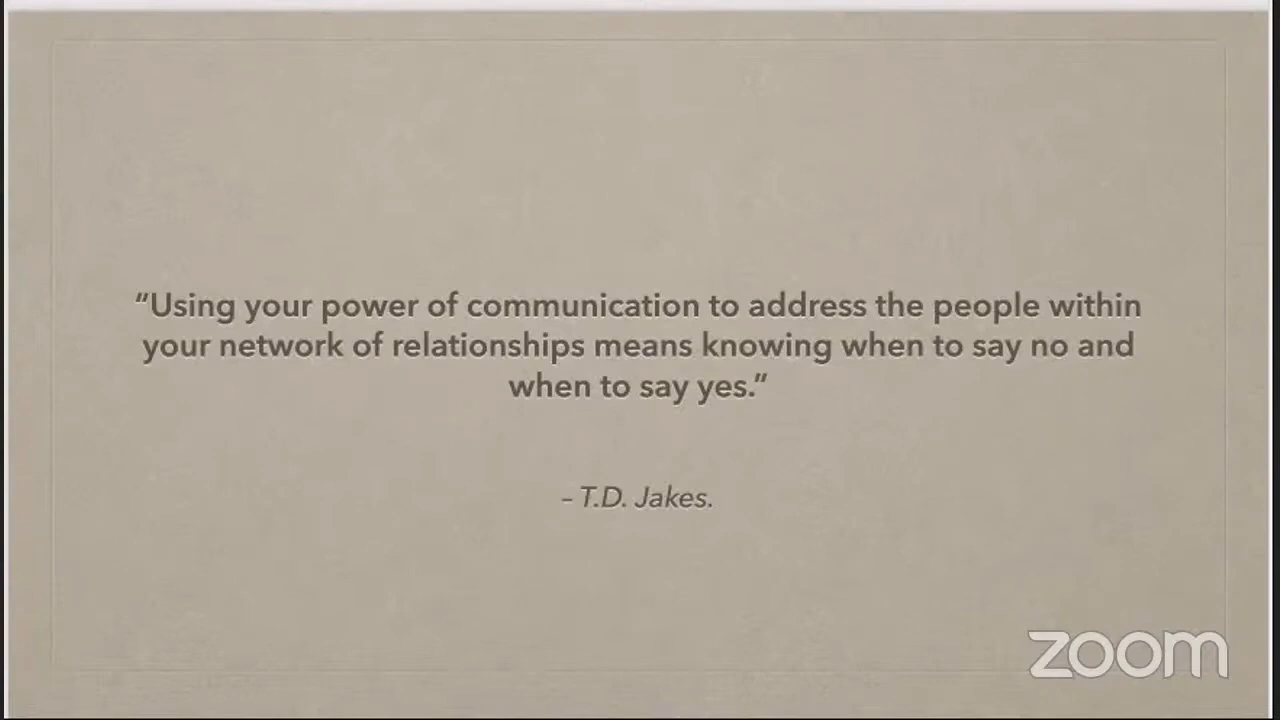 “Using your power of communication to address the people within
your network of relationships means knowing when to say no and
when to say yes.”
– T.D. Jakes.
zoom